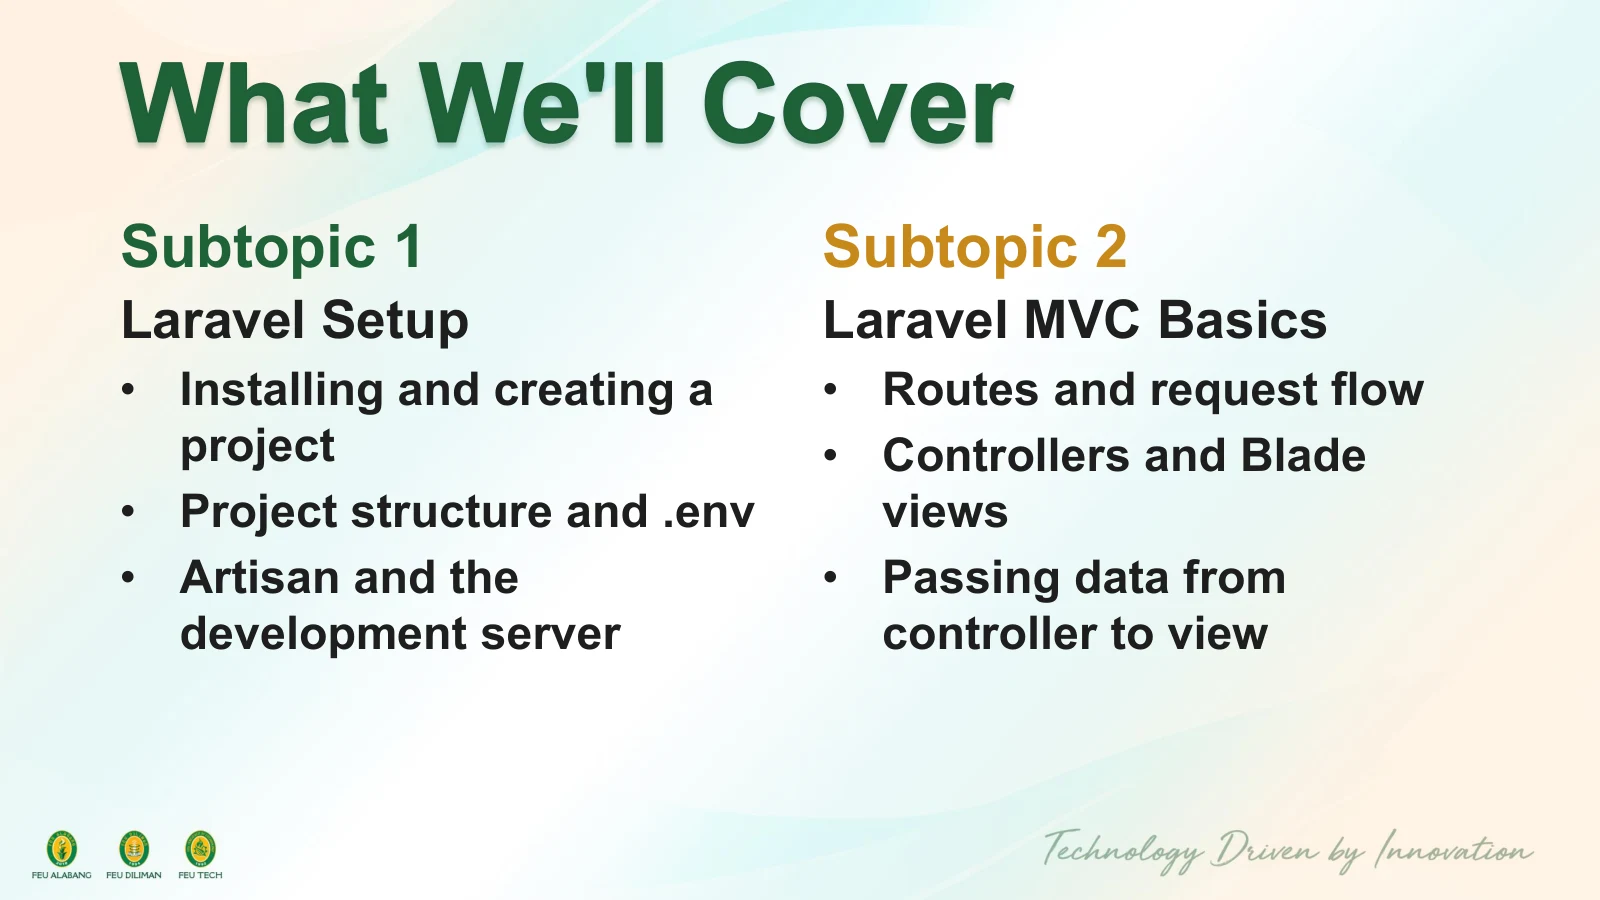 What We'll Cover
Subtopic 1
Laravel Setup
• Installing and creating a
project
• Project structure and .env
• Artisan and the
development server
Subtopic 2
Laravel MVC Basics
• Routes and request flow
• Controllers and Blade
views
• Passing data from
controller to view
FEU ALABANG
FEU DILIMAN
FEU TECH
Technology Driven by Innovation